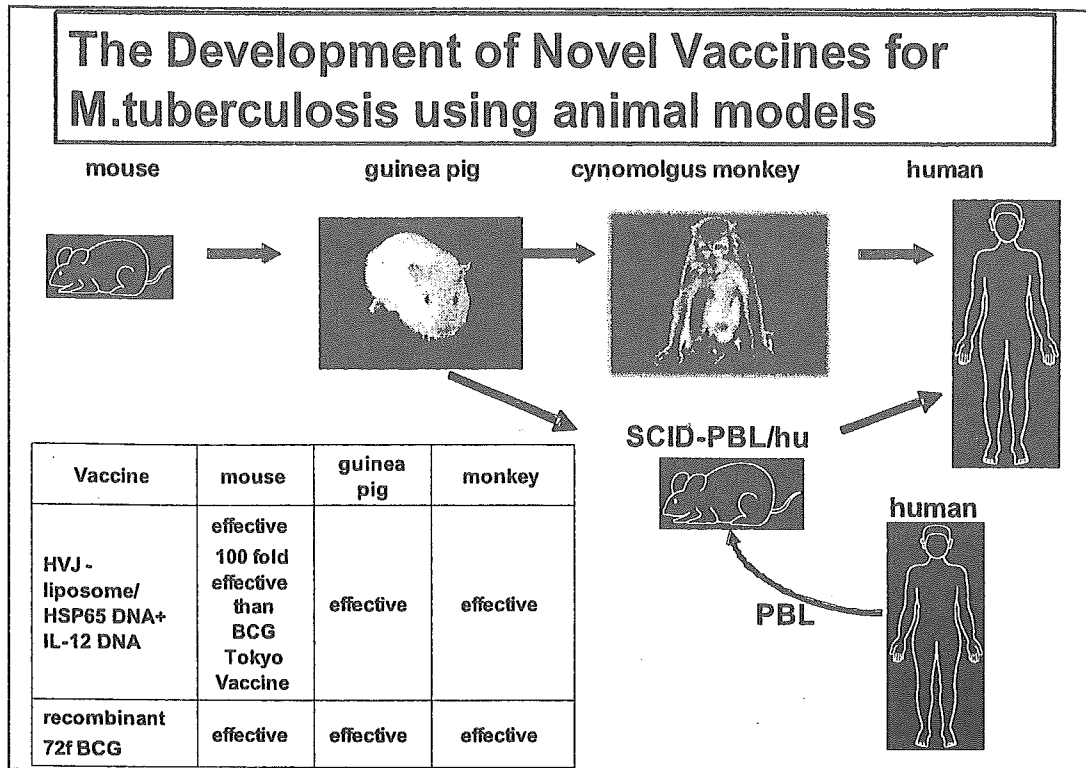 The Development of Novel Vaccines for
M.tuberculosis using animal models
mouse
guinea pig
cynomolgus monkey
human
SCID-PBL/hu
human
PBL
Vaccine
mouse
guinea
pig
monkey
HVJ -
liposome/
HSP65 DNA+
IL-12 DNA
effective
100 fold
effective
than
BCG
Tokyo
Vaccine
effective
effective
recombinant
72f BCG
effective
effective
effective